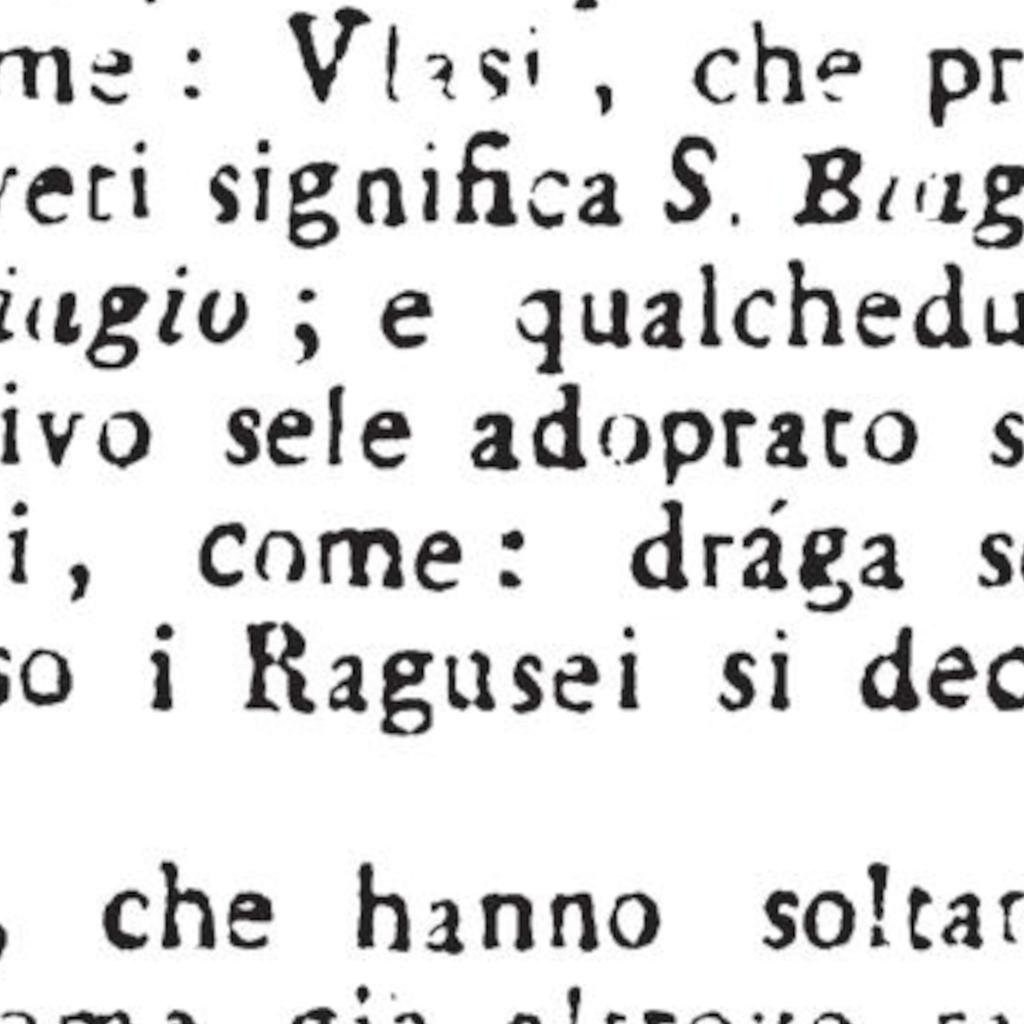 me : Vlasi , che pr
veti significa S. Biag
iagio ; e qualchedu
ivo sele adoprato s
i , come : drága s
so i Ragusei si dec
, che hanno soltan